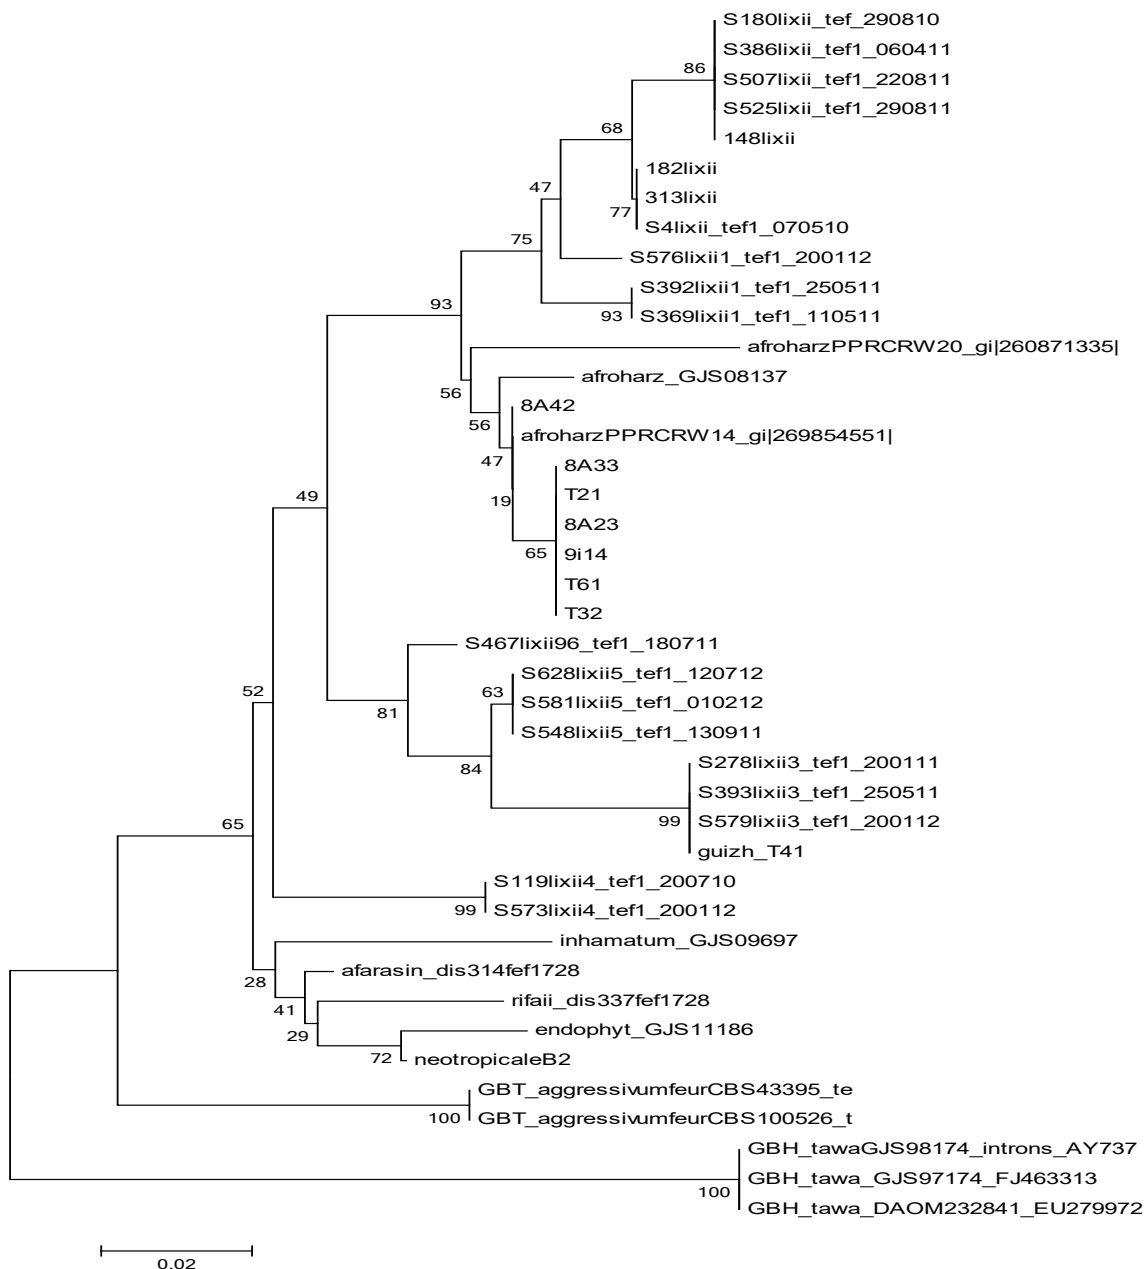 S180lixii_tef_290810
S386lixii_tef1_060411
86
S507lixii_tef1_220811
S525lixii_tef1_290811
68
148lixii
182lixii
47
313lixii
77
S4lixii_tef1_070510
75
S576lixii1_tef1_200112
S392lixii1_tef1_250511
93
93
S369lixii1_tef1_110511
afroharzPPRCRW20_gi|260871335|
afroharz_GJS08137
56
8A42
56
afroharzPPRCRW14_gi|269854551|
47
8A33
49
T21
19
8A23
65
9i14
T61
T32
S467lixii96_tef1_180711
S628lixii5_tef1_120712
52
63
S581lixii5_tef1_010212
81
S548lixii5_tef1_130911
S278lixii3_tef1_200111
84
S393lixii3_tef1_250511
65
99
S579lixii3_tef1_200112
guizh_T41
S119lixii4_tef1_200710
99
S573lixii4_tef1_200112
inhamatum_GJS09697
afarasin_dis314fef1728
28
rifaii_dis337fef1728
41
endophyt_GJS11186
29
neotropicaleB2
72
GBT_aggressivumfeurCBS43395_te
100
GBT_aggressivumfeurCBS100526_t
GBH_tawaGJS98174_introns_AY737
GBH_tawa_GJS97174_FJ463313
100
GBH_tawa_DAOM232841_EU279972
0.02